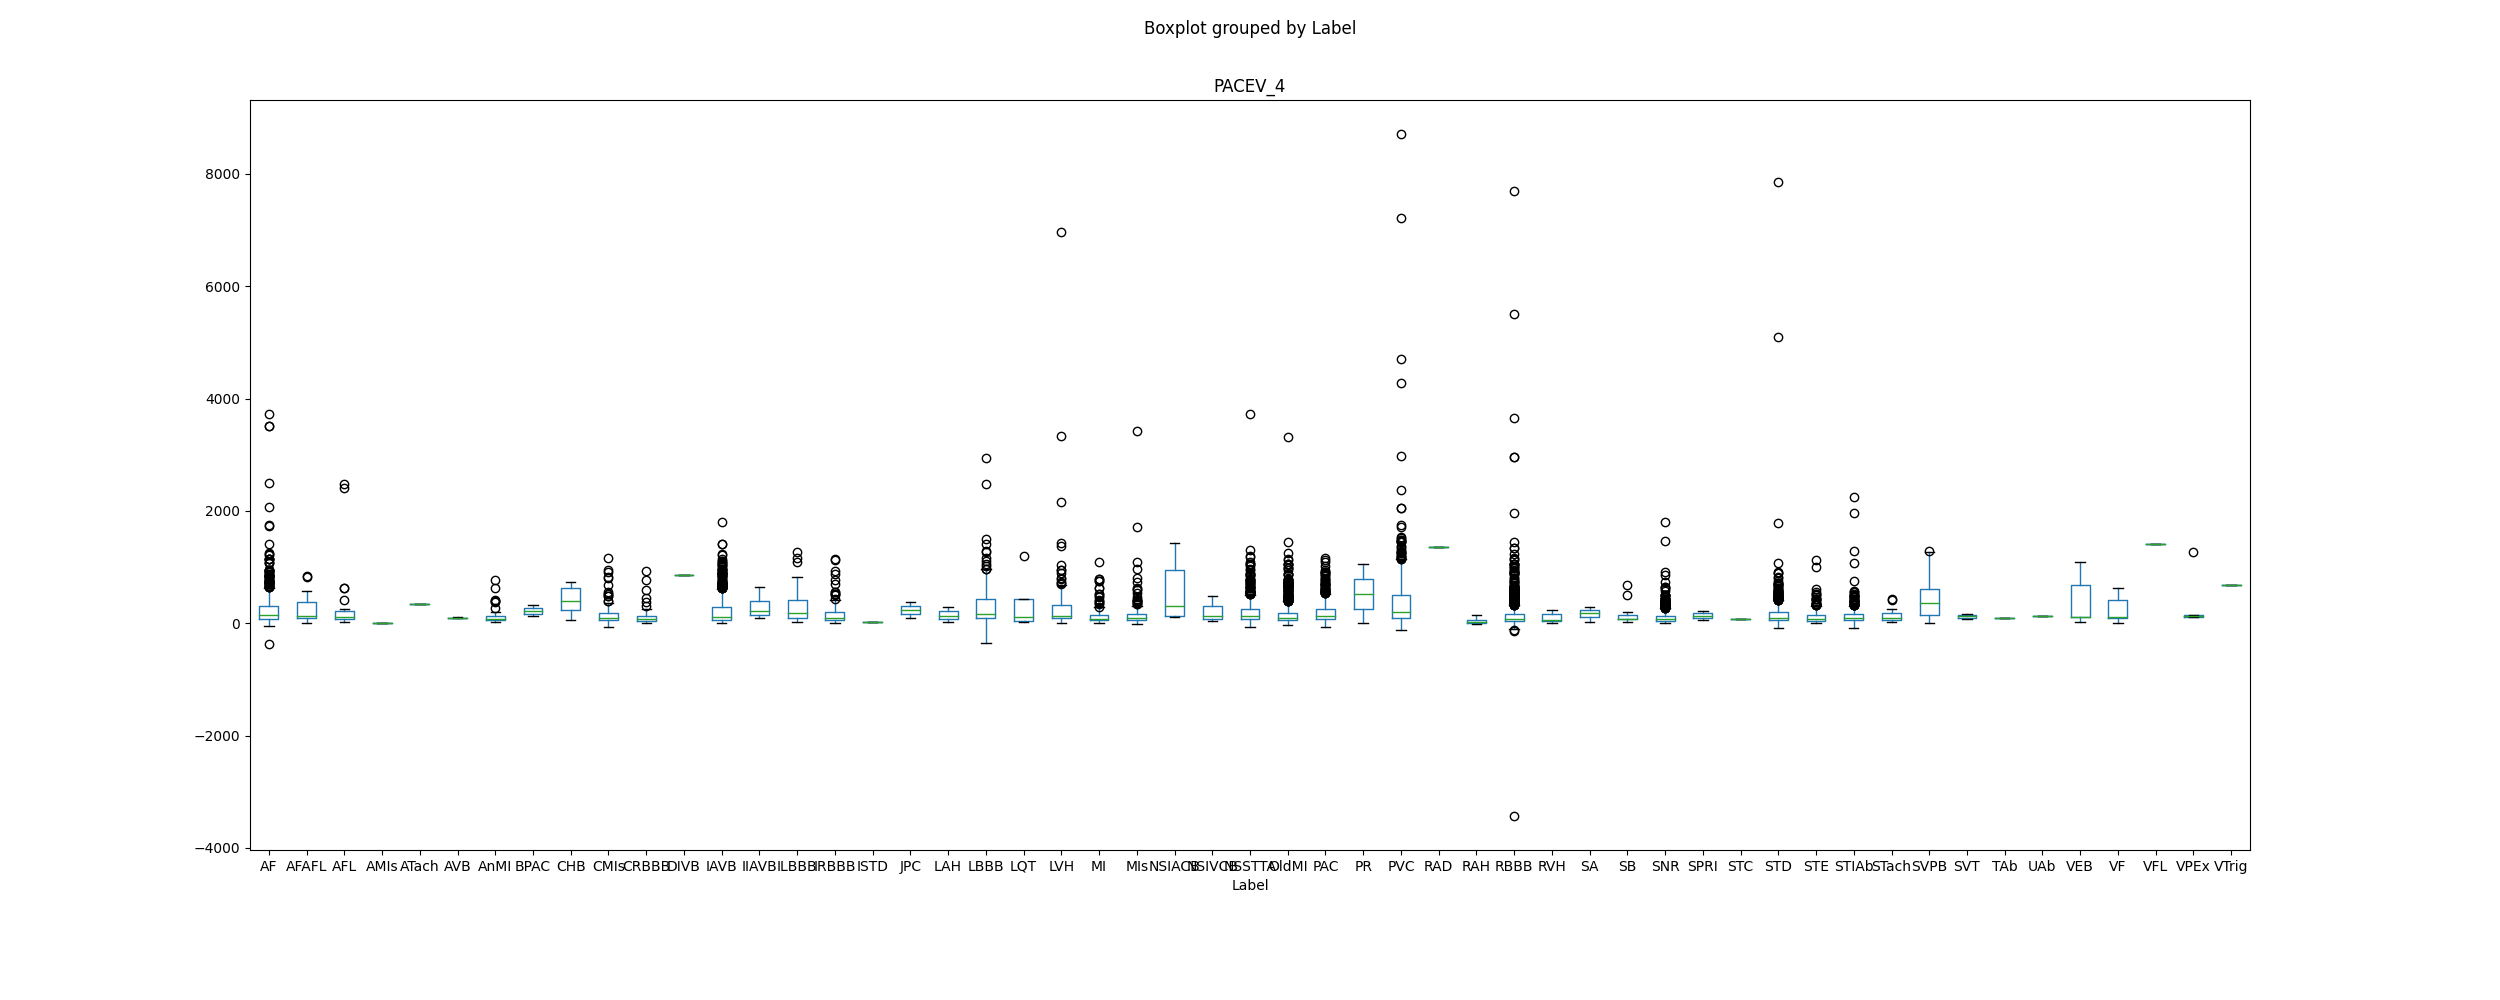 Boxplot grouped by Label
PACEV_4
8000
6000
4000
2000
0
−2000
−4000
AF AFAFL AFL AMIs ATach AVB AnMI BPAC CHB CMIs CRBBB DIVB IAVB IIAVB ILBBB IRBBB ISTD JPC LAH LBBB LQT LVH MI MIs NSIACB NSIVCB NSSTTA OldMI PAC PR PVC RAD RAH RBBB RVH SA SB SNR SPRI STC STD STE STIAb STach SVPB SVT TAb UAb VEB VF VFL VPEx VTrig
Label